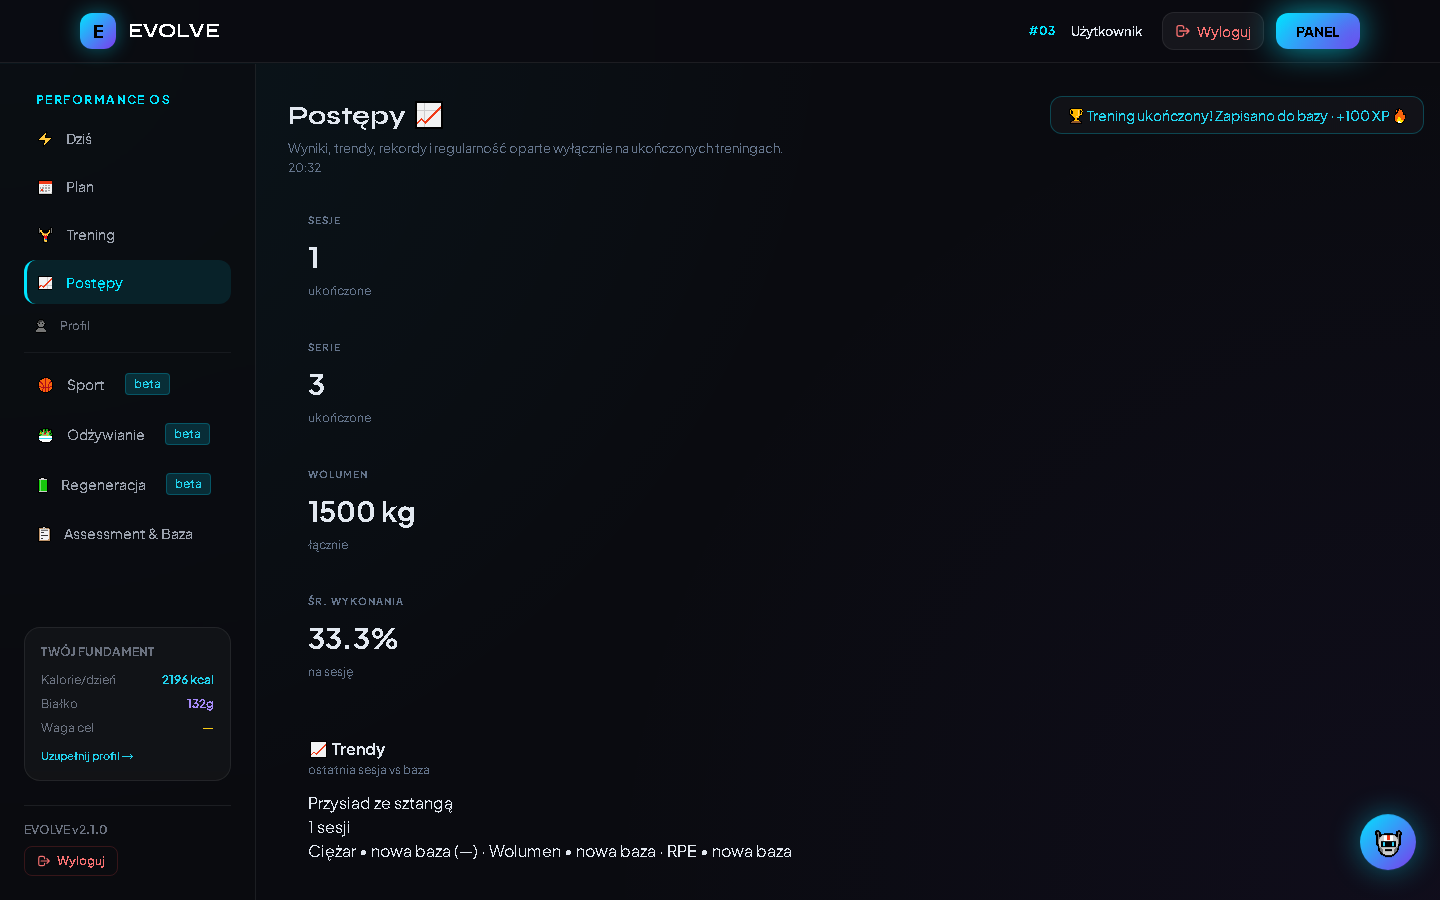 E EVOLVE
#03 Użytkownik Wyloguj PANEL
PERFORMANCE OS
Dziś
Plan
Trening
Postępy
Profil
Sport beta
Odżywianie beta
Regeneracja beta
Assessment & Baza
TWÓJ FUNDAMENT
Kalorie/dzień 2196 kcal
Białko 132g
Waga cel —
Uzupełnij profil →
EVOLVE v2.1.0
Wyloguj
Postępy
Wyniki, trendy, rekordy i regularność oparte wyłącznie na ukończonych treningach.
20:32
🏆 Trening ukończony! Zapisano do bazy · +100 XP 🔥
SESJE
1
ukończone
SERIE
3
ukończone
WOLUMEN
1500 kg
łącznie
ŚR. WYKONANIA
33.3%
na sesję
Trendy
ostatnia sesja vs baza
Przysiad ze sztangą
1 sesji
Ciężar • nowa baza (—) · Wolumen • nowa baza · RPE • nowa baza